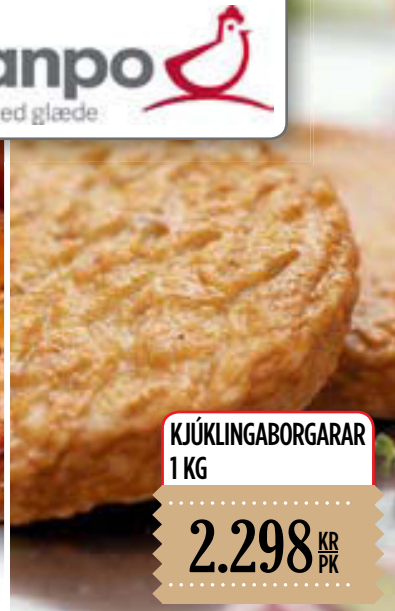 anpo
ed glæde
KJÚKLINGABORGARAR
1 KG
2.298 KR
PK